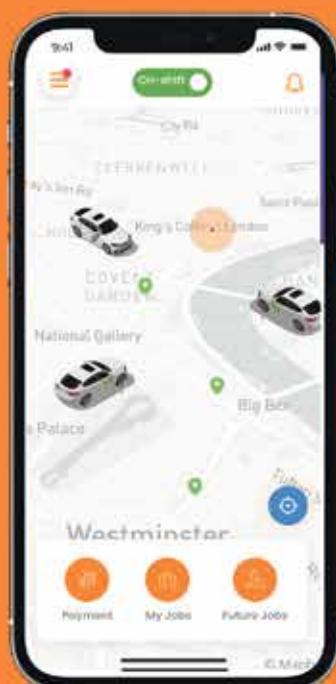 9:41
On-shift
City Rd
CLERKENWELL
King's College London
COVENT
GARDEN
National Gallery
Big Ben
Palace
Westminster
Payment
My Jobs
Future Jobs